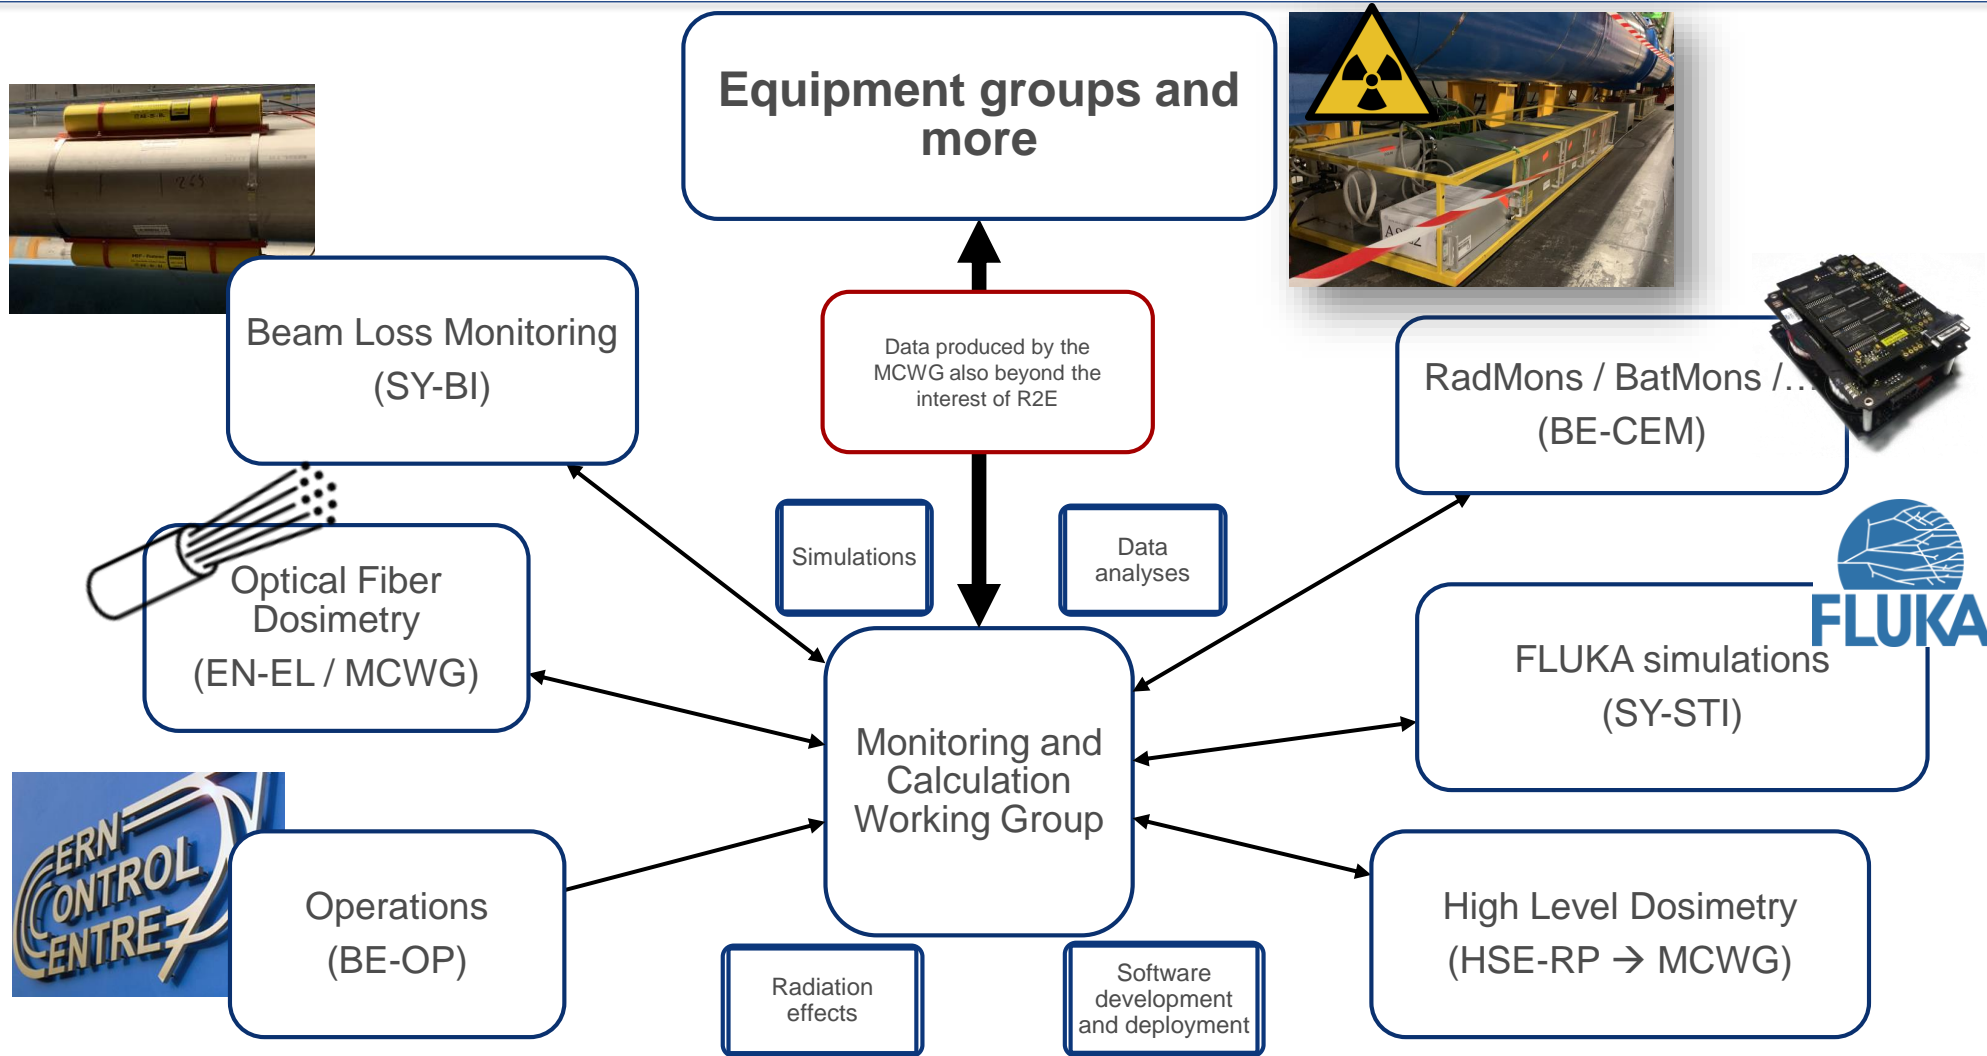 Equipment groups and
more
Beam Loss Monitoring
(SY-BI)
Data produced by the
MCWG also beyond the
interest of R2E
RadMons / BatMons /...
(BE-CEM)
Simulations
Data
analyses
Optical Fiber
Dosimetry
(EN-EL / MCWG)
FLUKA
FLUKA simulations
(SY-STI)
Monitoring and
Calculation
Working Group
ERN
CONTROL
CENTRE
Operations
(BE-OP)
High Level Dosimetry
(HSE-RP → MCWG)
Radiation
effects
Software
development
and deployment
269